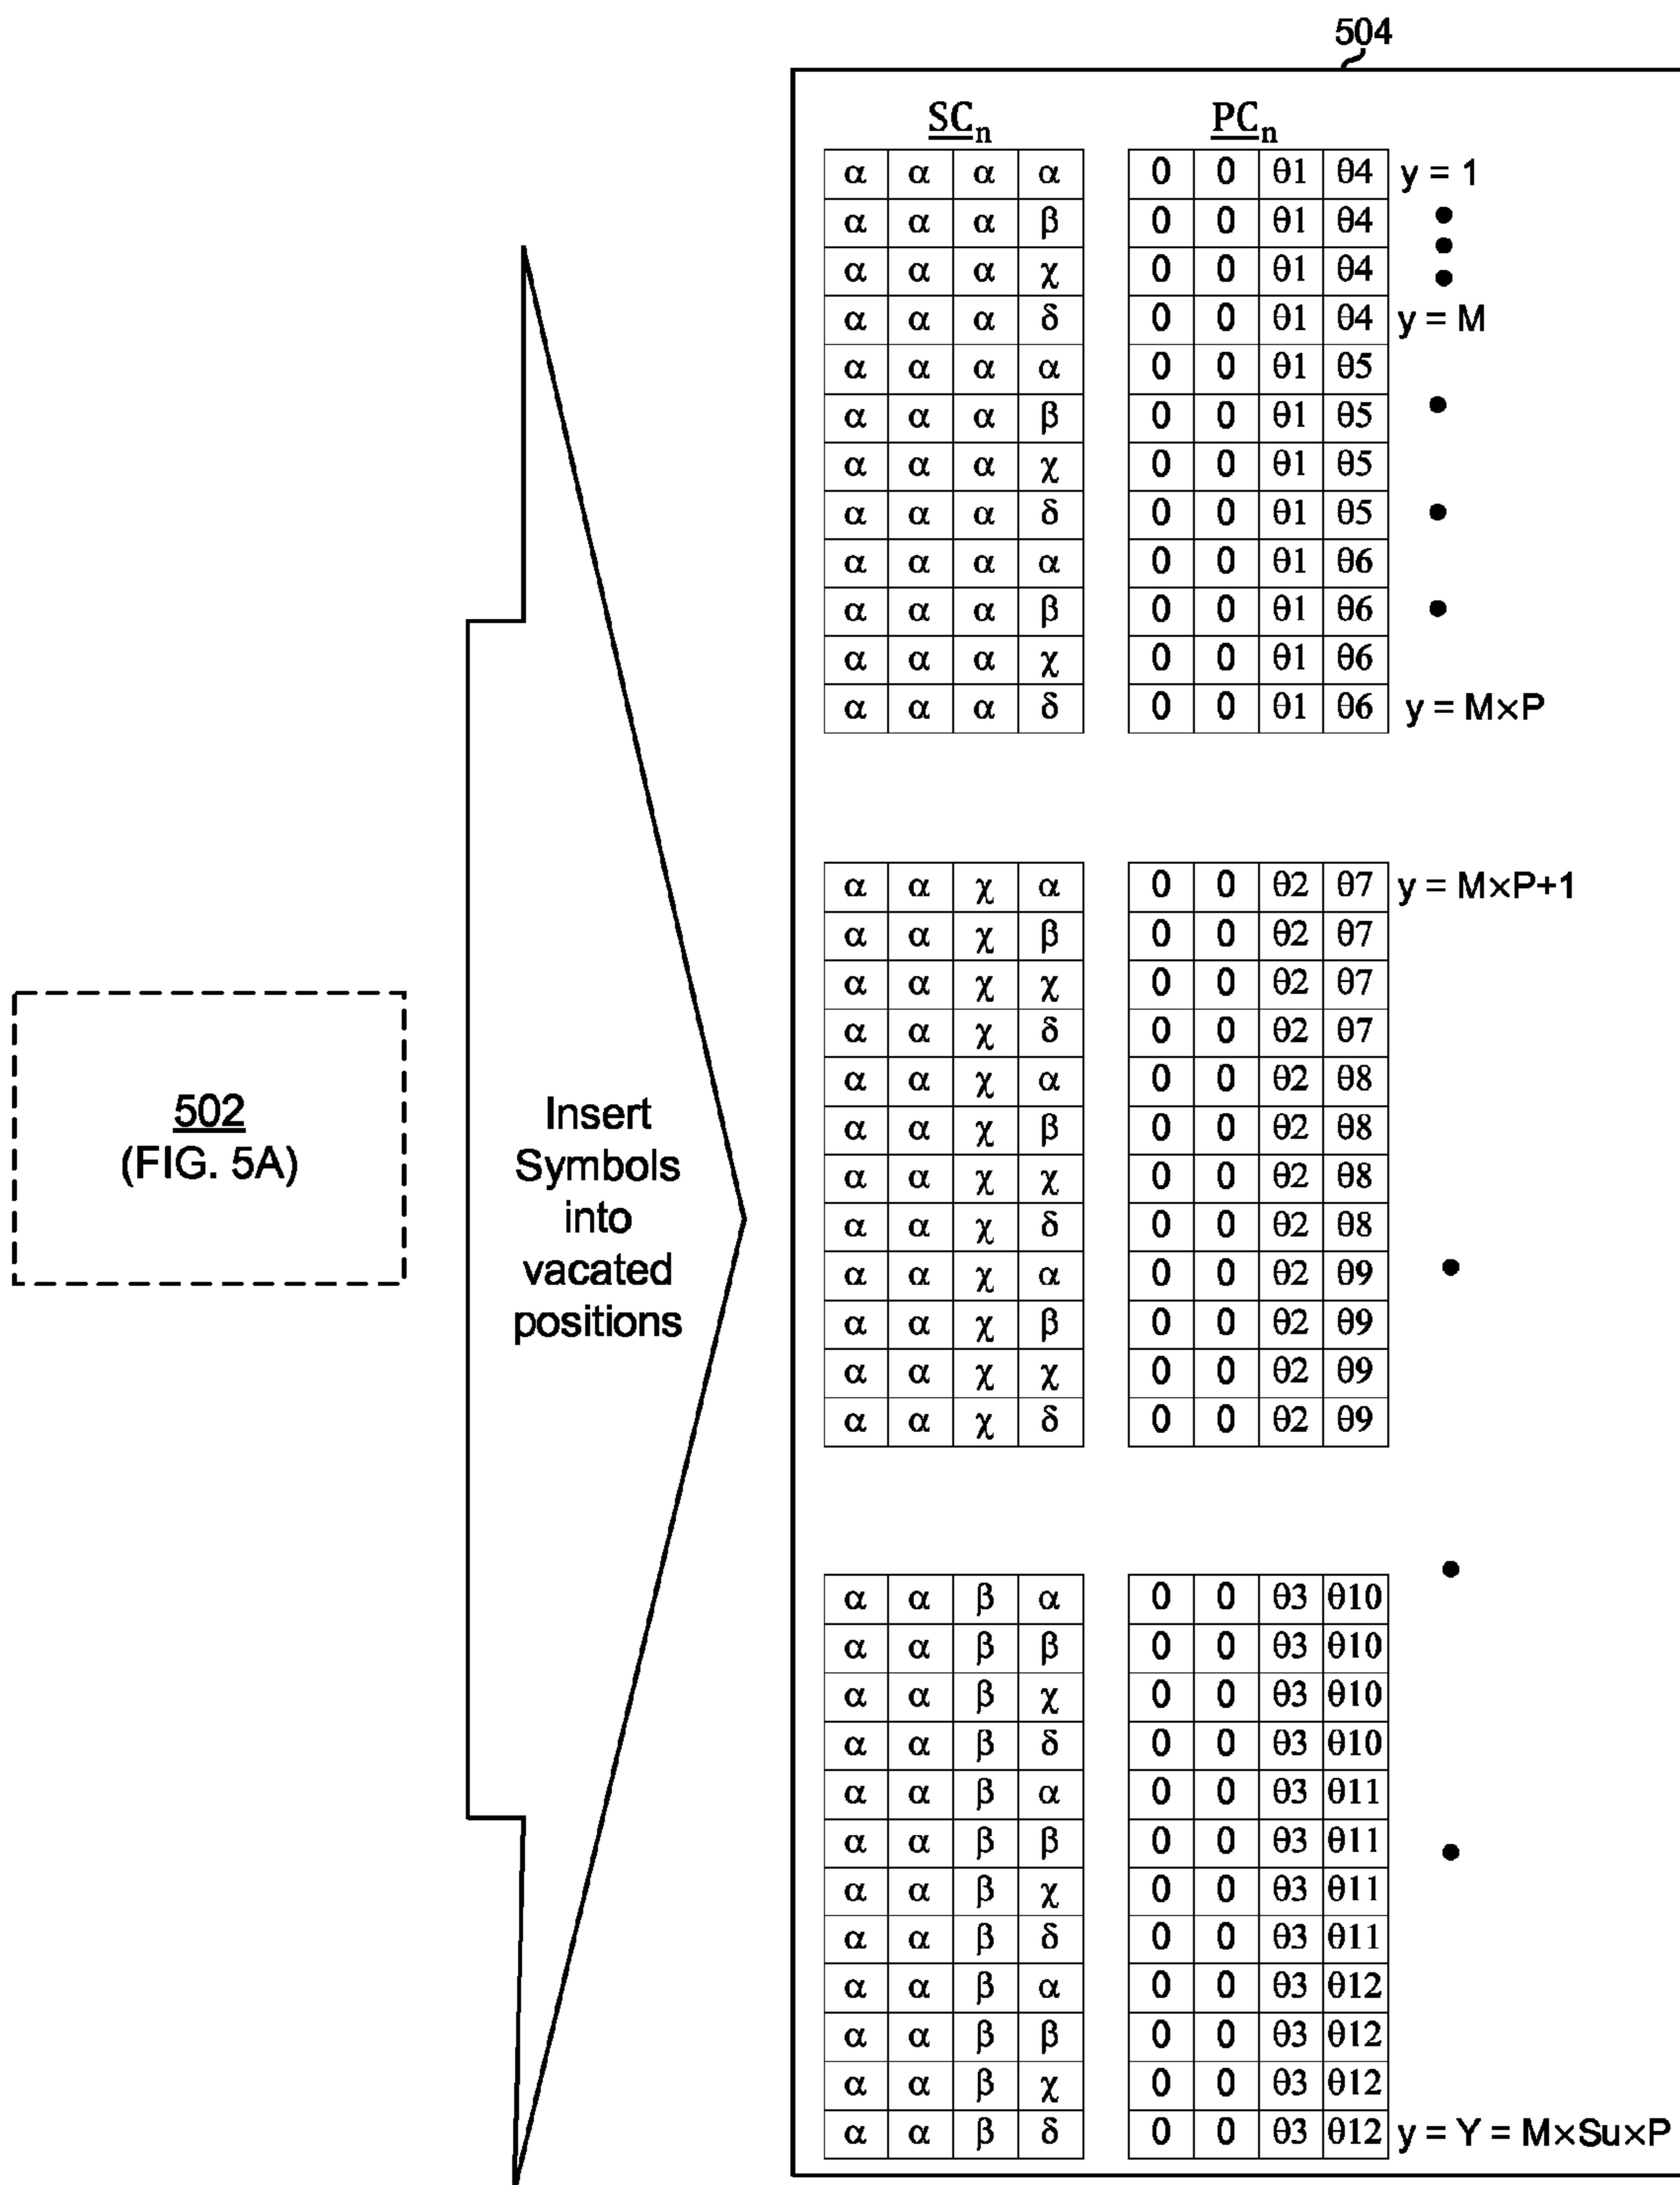 504
SCn PCn
α α α α 0 0 θ1 θ4 y = 1
α α α β 0 0 θ1 θ4
α α α χ 0 0 θ1 θ4
α α α δ 0 0 θ1 θ4 y = M
α α α α 0 0 θ1 θ5
α α α β 0 0 θ1 θ5
α α α χ 0 0 θ1 θ5
α α α δ 0 0 θ1 θ5
α α α α 0 0 θ1 θ6
α α α β 0 0 θ1 θ6
α α α χ 0 0 θ1 θ6
α α α δ 0 0 θ1 θ6 y = M×P
α α χ α 0 0 θ2 θ7 y = M×P+1
α α χ β 0 0 θ2 θ7
α α χ χ 0 0 θ2 θ7
α α χ δ 0 0 θ2 θ7
α α χ α 0 0 θ2 θ8
α α χ β 0 0 θ2 θ8
α α χ χ 0 0 θ2 θ8
α α χ δ 0 0 θ2 θ8
α α χ α 0 0 θ2 θ9
α α χ β 0 0 θ2 θ9
α α χ χ 0 0 θ2 θ9
α α χ δ 0 0 θ2 θ9
α α β α 0 0 θ3 θ10
α α β β 0 0 θ3 θ10
α α β χ 0 0 θ3 θ10
α α β δ 0 0 θ3 θ10
α α β α 0 0 θ3 θ11
α α β β 0 0 θ3 θ11
α α β χ 0 0 θ3 θ11
α α β δ 0 0 θ3 θ11
α α β α 0 0 θ3 θ12
α α β β 0 0 θ3 θ12
α α β χ 0 0 θ3 θ12
α α β δ 0 0 θ3 θ12 y = Y = M×Su×P
502
(FIG. 5A)
Insert
Symbols
into
vacated
positions